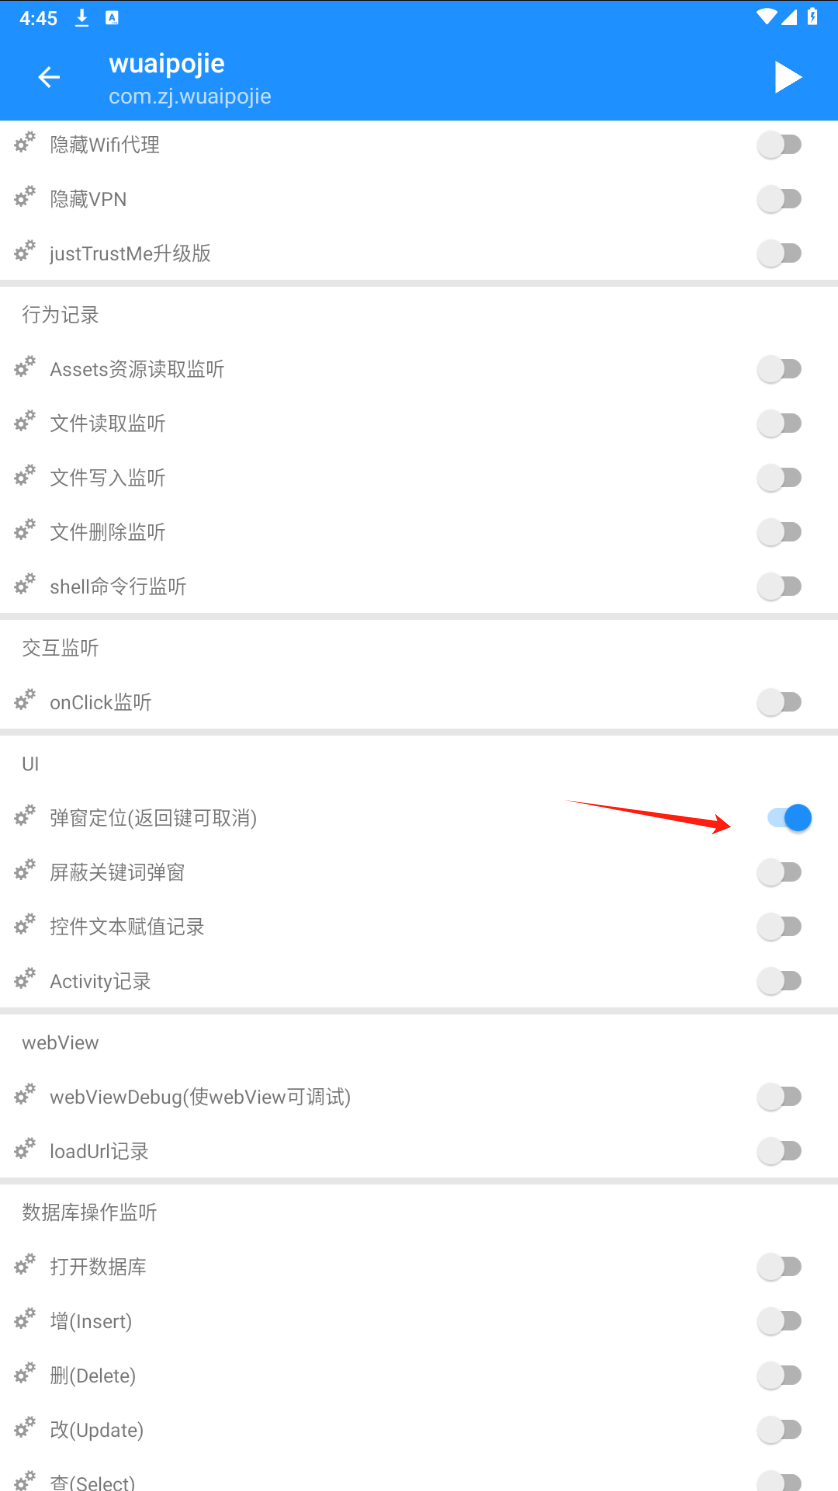 4:45
wuaipojie
com.zj.wuaipojie
隐藏Wifi代理
隐藏VPN
justTrustMe升级版
行为记录
Assets资源读取监听
文件读取监听
文件写入监听
文件删除监听
shell命令行监听
交互监听
onClick监听
UI
弹窗定位(返回键可取消)
屏蔽关键词弹窗
控件文本赋值记录
Activity记录
webView
webViewDebug(使webView可调试)
loadUrl记录
数据库操作监听
打开数据库
增(Insert)
删(Delete)
改(Update)
查(Select)